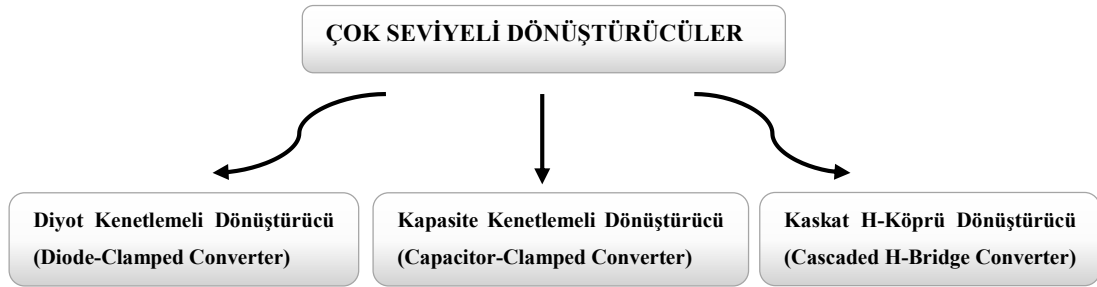 ÇOK SEVİYELİ DÖNÜŞTÜRÜCÜLER
Diyot Kenetlemeli Dönüştürücü
(Diode-Clamped Converter)
Kapasite Kenetlemeli Dönüştürücü
(Capacitor-Clamped Converter)
Kaskat H-Köprü Dönüştürücü
(Cascaded H-Bridge Converter)